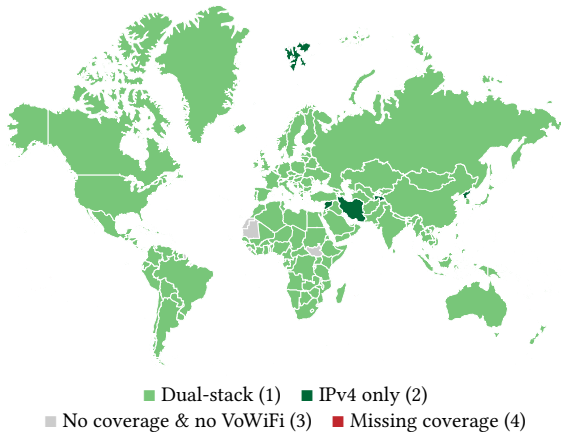 Dual-stack (1) IPv4 only (2)
No coverage & no VoWiFi (3) Missing coverage (4)